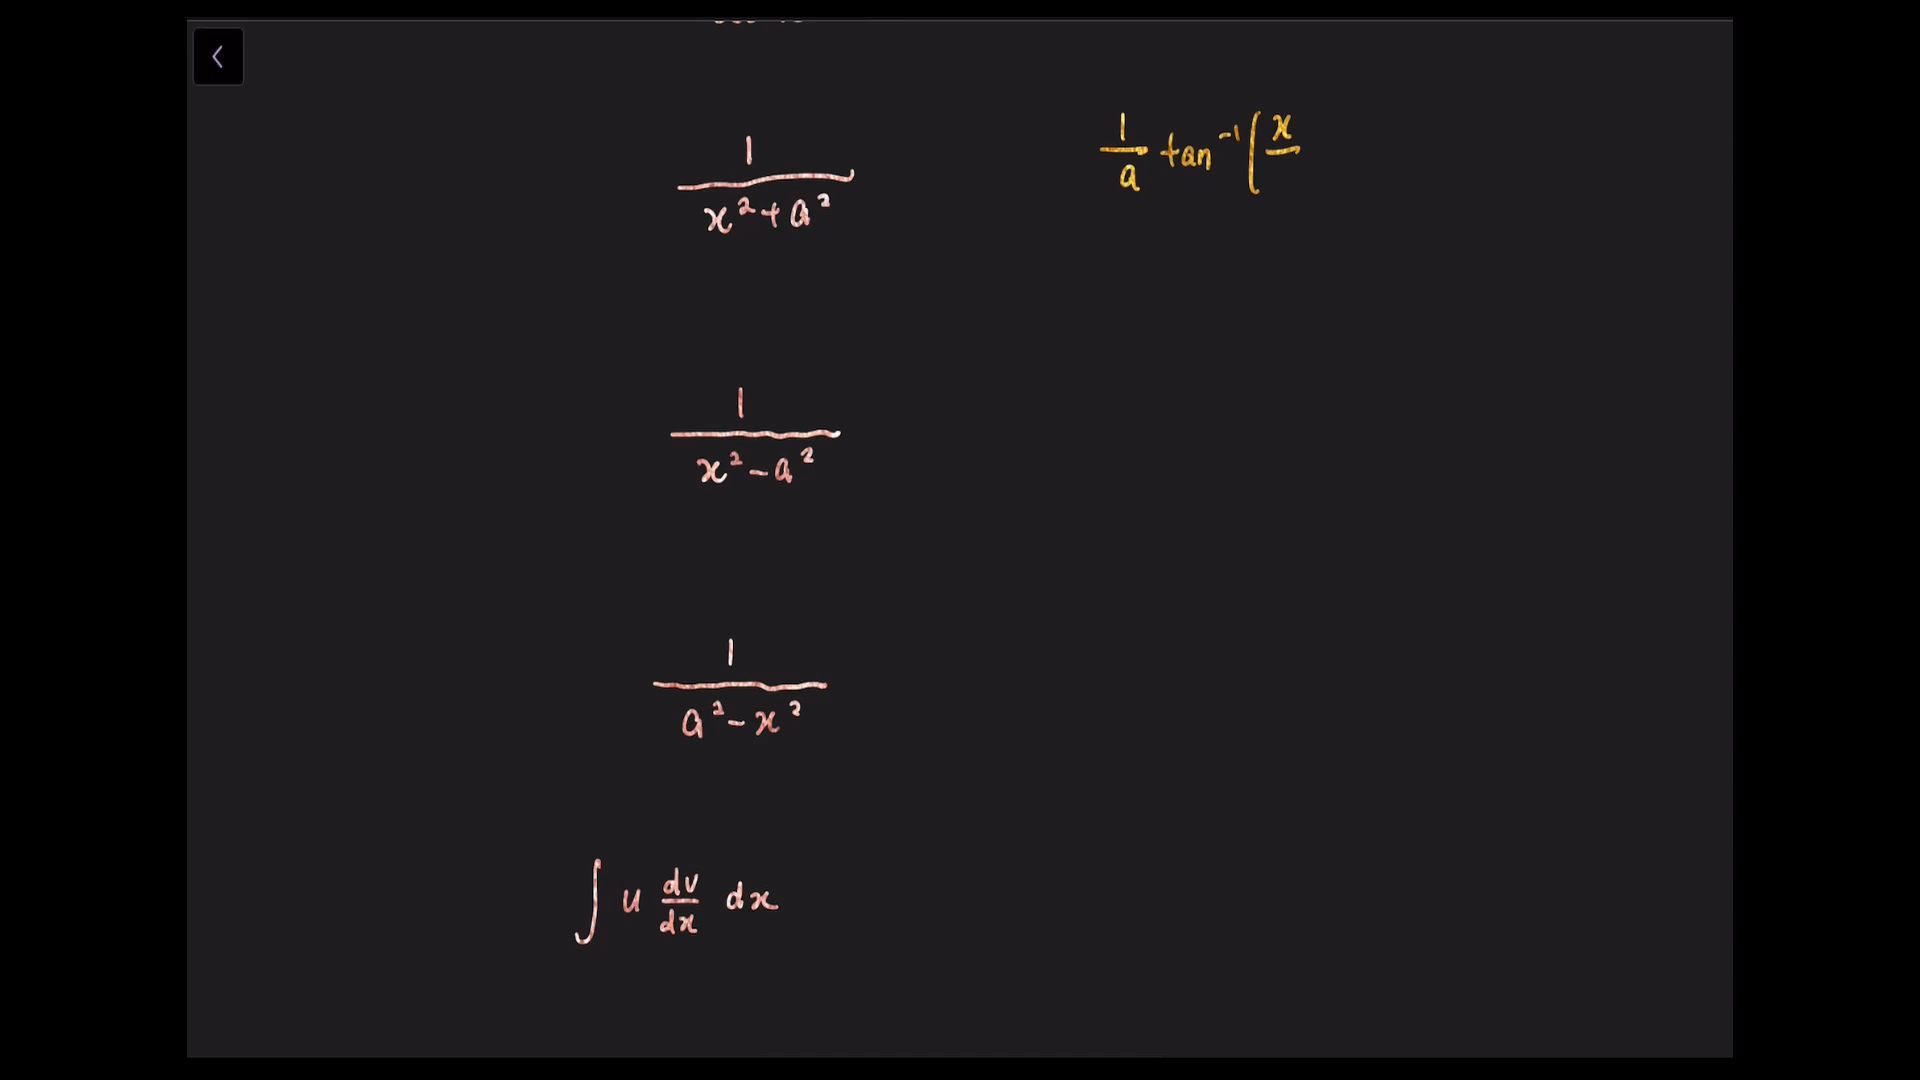 1/(x²+a²) 1/a tan⁻¹(x/
1/(x²-a²)
1/(a²-x²)
∫ u dv/dx dx